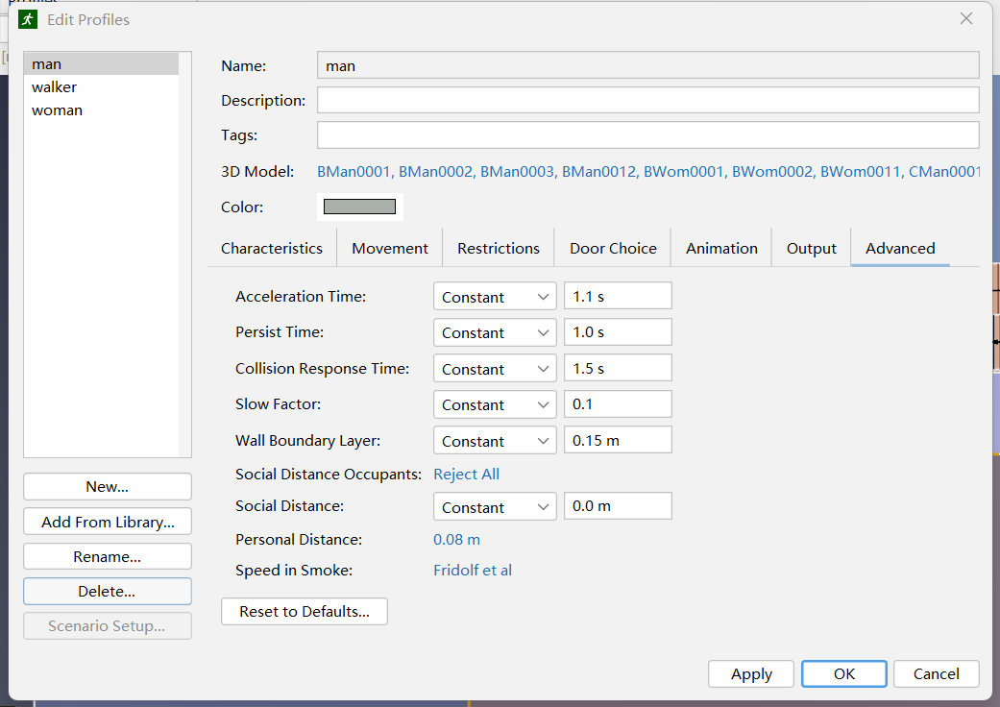 Edit Profiles
man
walker
woman
New...
Add From Library...
Rename...
Delete...
Scenario Setup...
Name: man
Description:
Tags:
3D Model: BMan0001, BMan0002, BMan0003, BMan0012, BWom0001, BWom0002, BWom0011, CMan0001
Color:
Characteristics Movement Restrictions Door Choice Animation Output Advanced
Acceleration Time: Constant 1.1 s
Persist Time: Constant 1.0 s
Collision Response Time: Constant 1.5 s
Slow Factor: Constant 0.1
Wall Boundary Layer: Constant 0.15 m
Social Distance Occupants: Reject All
Social Distance: Constant 0.0 m
Personal Distance: 0.08 m
Speed in Smoke: Fridolf et al
Reset to Defaults...
Apply OK Cancel